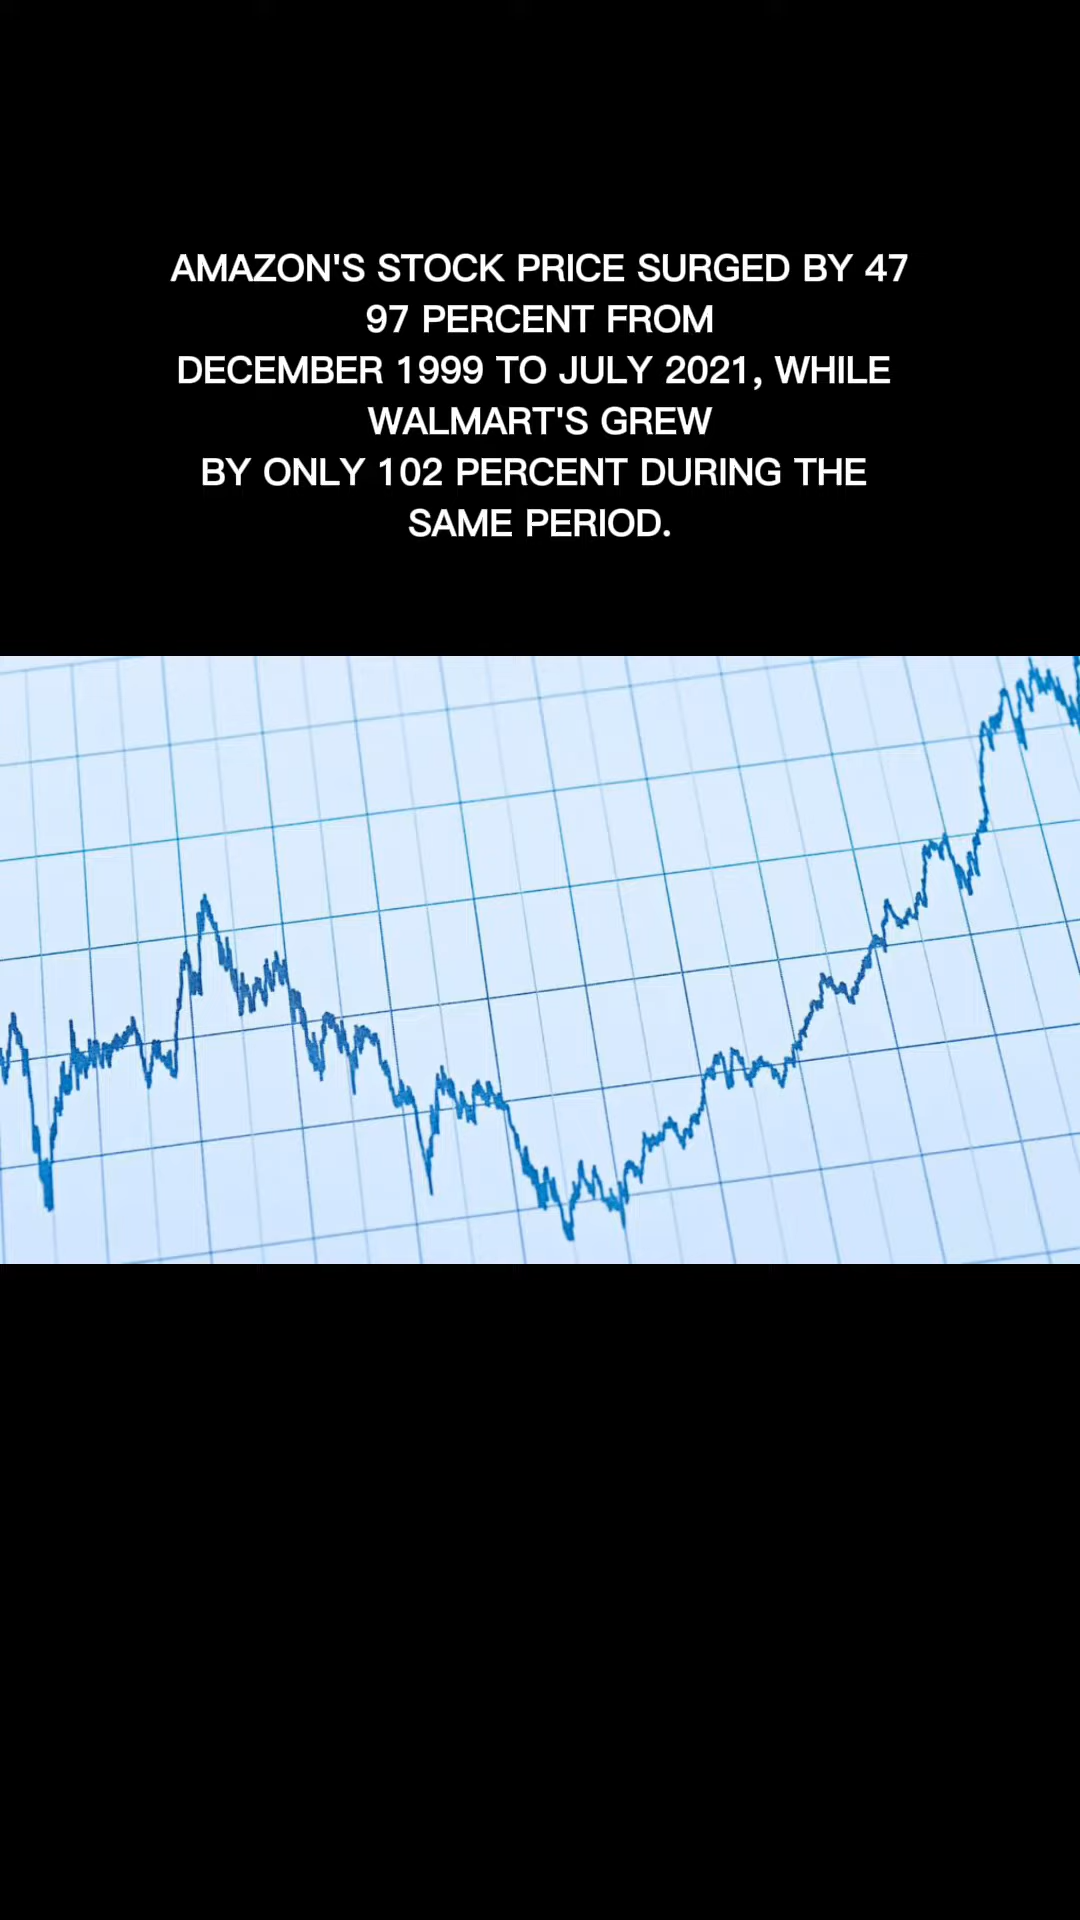 AMAZON'S STOCK PRICE SURGED BY 47
97 PERCENT FROM
DECEMBER 1999 TO JULY 2021, WHILE
WALMART'S GREW
BY ONLY 102 PERCENT DURING THE
SAME PERIOD.